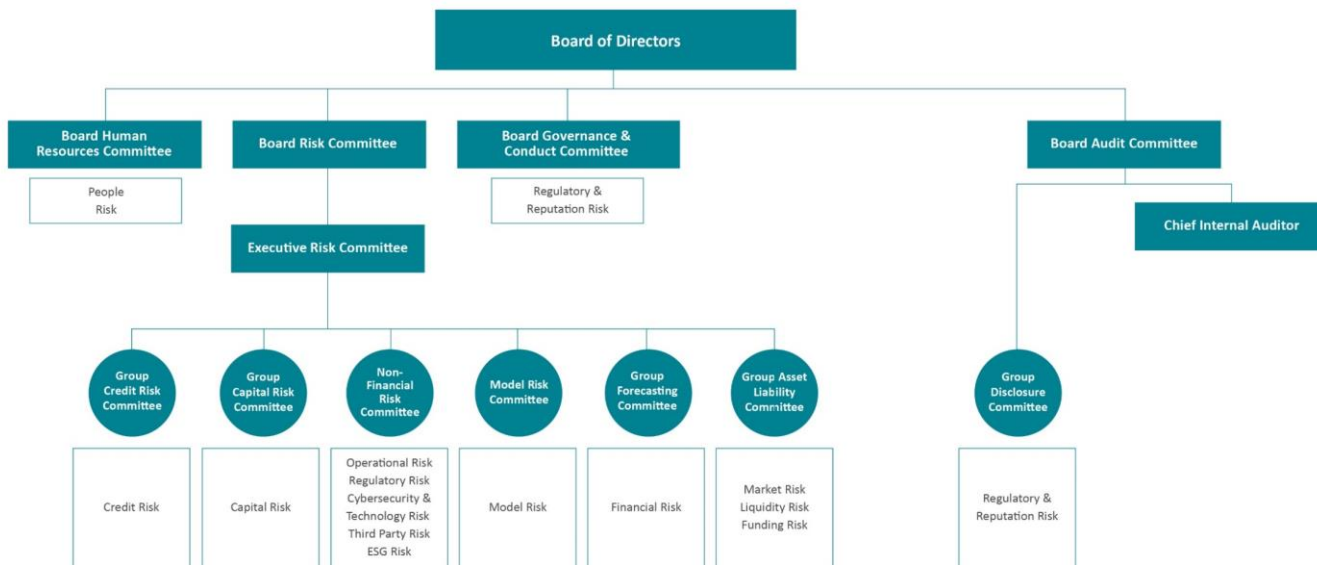 Board of Directors
Board Human
Resources Committee
Board Risk Committee
Board Governance &
Conduct Committee
Board Audit Committee
People
Risk
Regulatory &
Reputation Risk
Chief Internal Auditor
Executive Risk Committee
Group
Credit Risk
Committee
Group
Capital Risk
Committee
Non-
Financial
Risk
Committee
Model Risk
Committee
Group
Forecasting
Committee
Group Asset
Liability
Committee
Group
Disclosure
Committee
Credit Risk
Capital Risk
Operational Risk
Regulatory Risk
Cybersecurity &
Technology Risk
Third Party Risk
ESG Risk
Model Risk
Financial Risk
Market Risk
Liquidity Risk
Funding Risk
Regulatory &
Reputation Risk